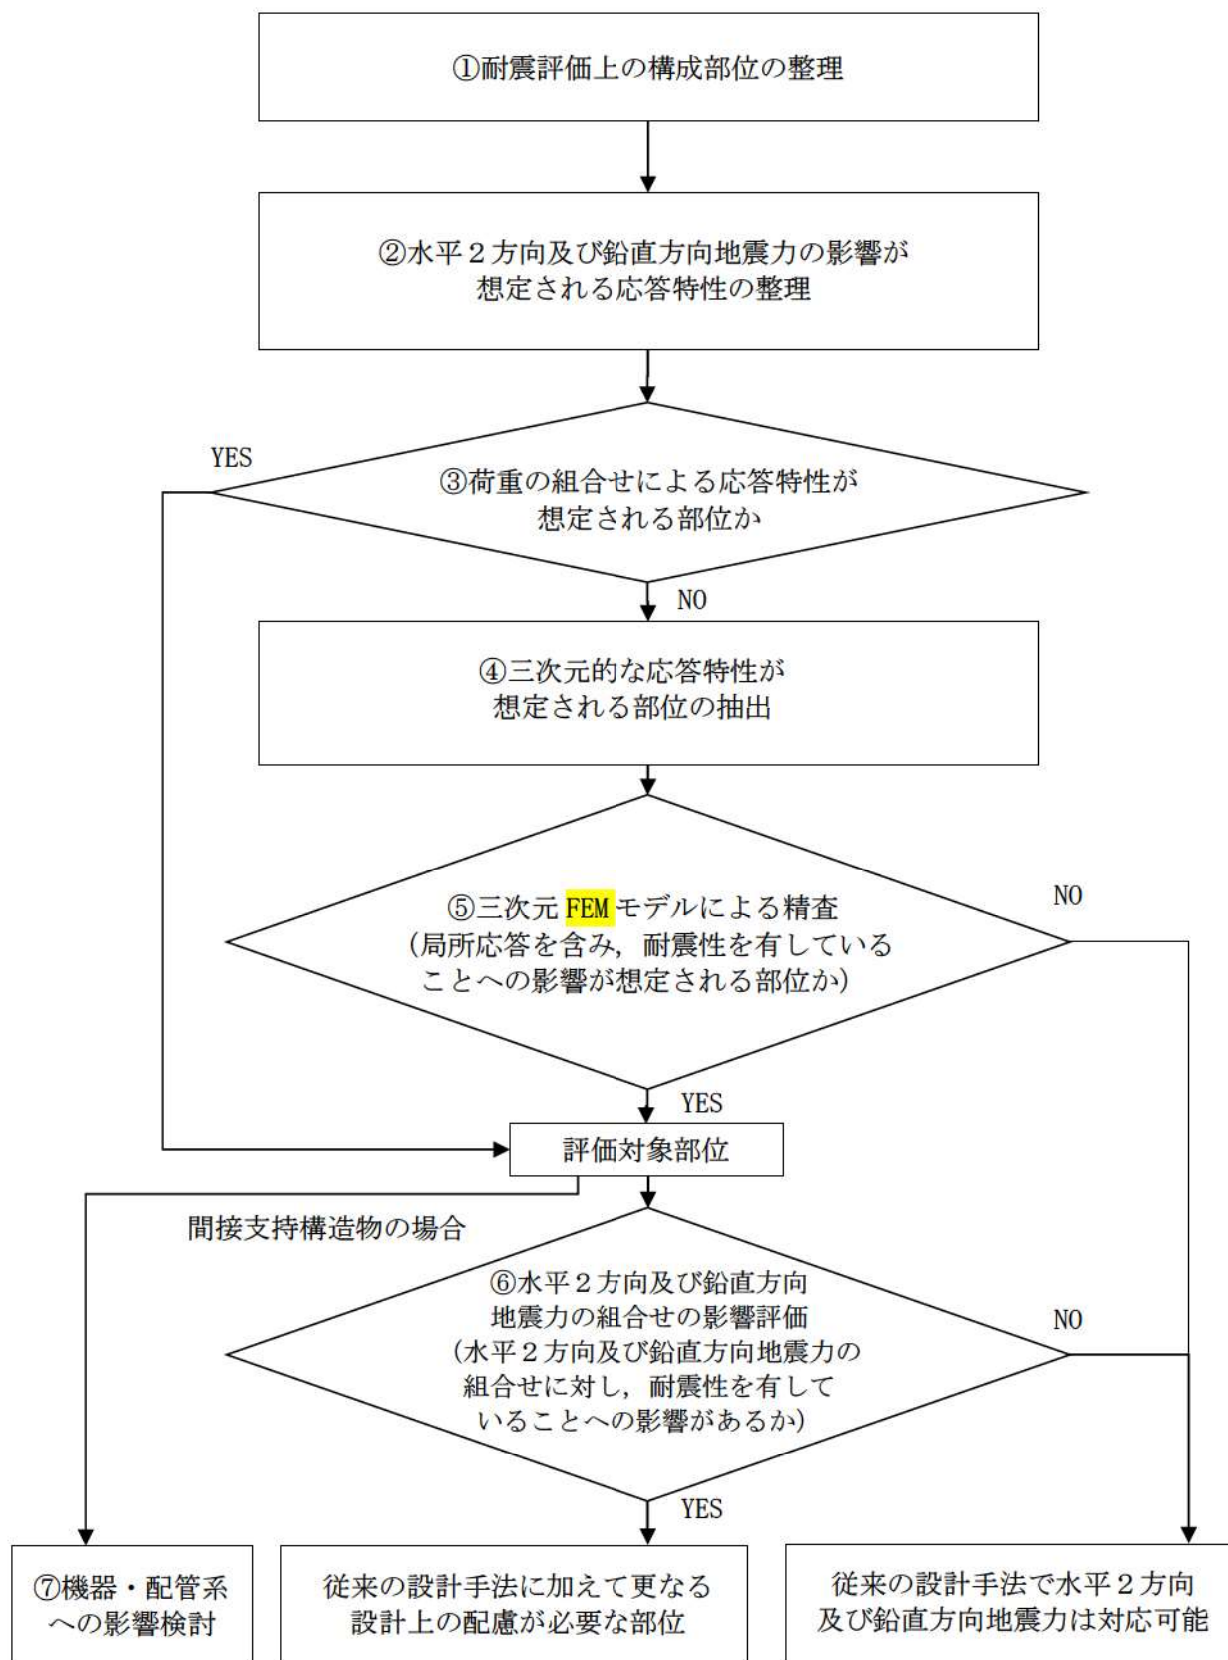 ①耐震評価上の構成部位の整理
②水平２方向及び鉛直方向地震力の影響が
想定される応答特性の整理
YES
③荷重の組合せによる応答特性が
想定される部位か
NO
④三次元的な応答特性が
想定される部位の抽出
⑤三次元 FEM モデルによる精査
（局所応答を含み，耐震性を有している
ことへの影響が想定される部位か）
NO
YES
評価対象部位
間接支持構造物の場合
⑥水平２方向及び鉛直方向
地震力の組合せの影響評価
（水平２方向及び鉛直方向地震力の
組合せに対し，耐震性を有して
いることへの影響があるか）
NO
YES
⑦機器・配管系
への影響検討
従来の設計手法に加えて更なる
設計上の配慮が必要な部位
従来の設計手法で水平２方向
及び鉛直方向地震力は対応可能